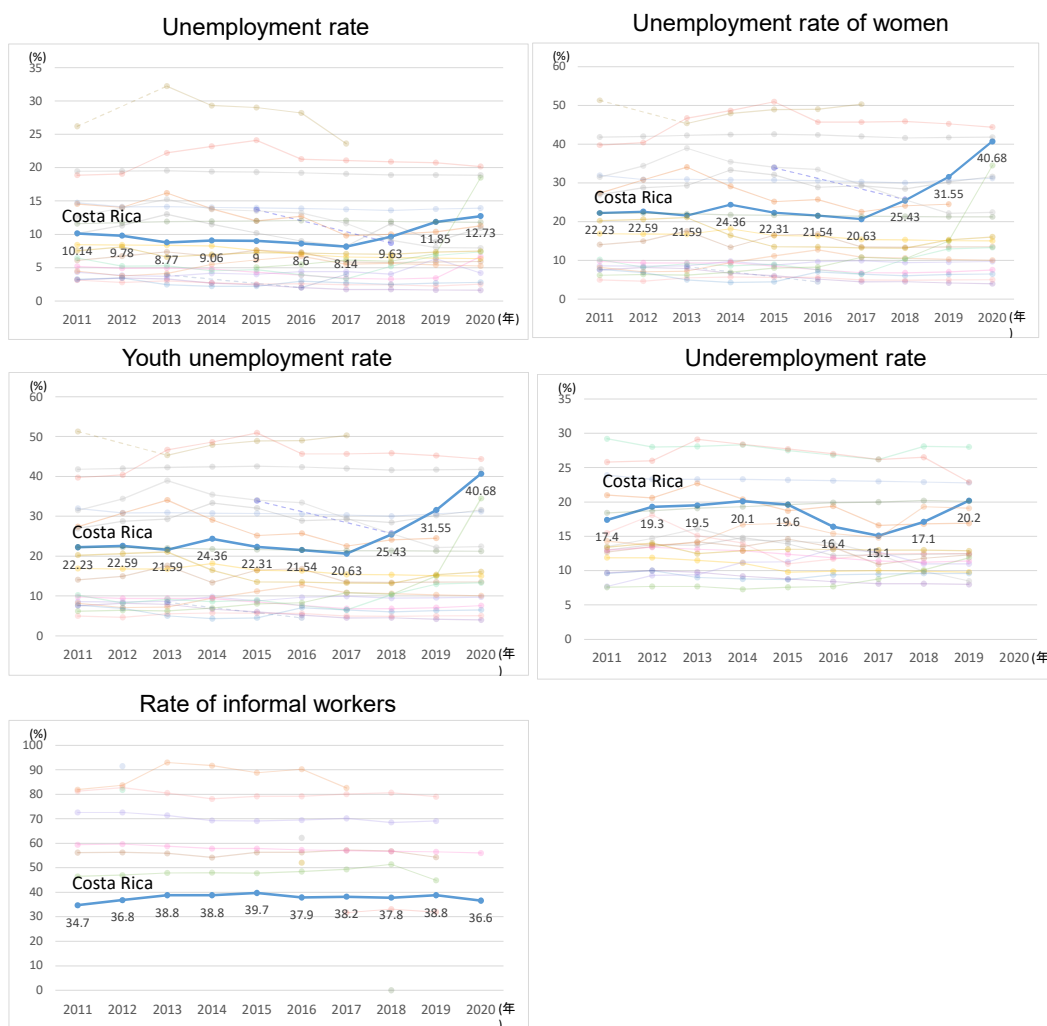 Unemployment rate
(%)
35
30
25
20
15
10
5
0
Costa Rica
10.14 9.78 8.77 9.06 9 8.6 8.14 9.63 11.85 12.73
2011 2012 2013 2014 2015 2016 2017 2018 2019 2020 (年)
Unemployment rate of women
(%)
60
50
40
30
20
10
0
Costa Rica
22.23 22.59 21.59 24.36 22.31 21.54 20.63 25.43 31.55 40.68
2011 2012 2013 2014 2015 2016 2017 2018 2019 2020 (年
)
Youth unemployment rate
(%)
60
50
40
30
20
10
0
Costa Rica
22.23 22.59 21.59 24.36 22.31 21.54 20.63 25.43 31.55 40.68
2011 2012 2013 2014 2015 2016 2017 2018 2019 2020 (年
)
Underemployment rate
(%)
35
30
25
20
15
10
5
0
Costa Rica
17.4 19.3 19.5 20.1 19.6 16.4 15.1 17.1 20.2
2011 2012 2013 2014 2015 2016 2017 2018 2019 2020 (年)
Rate of informal workers
(%)
100
90
80
70
60
50
40
30
20
10
0
Costa Rica
34.7 36.8 38.8 38.8 39.7 37.9 38.2 37.8 38.8 36.6
2011 2012 2013 2014 2015 2016 2017 2018 2019 2020 (年)